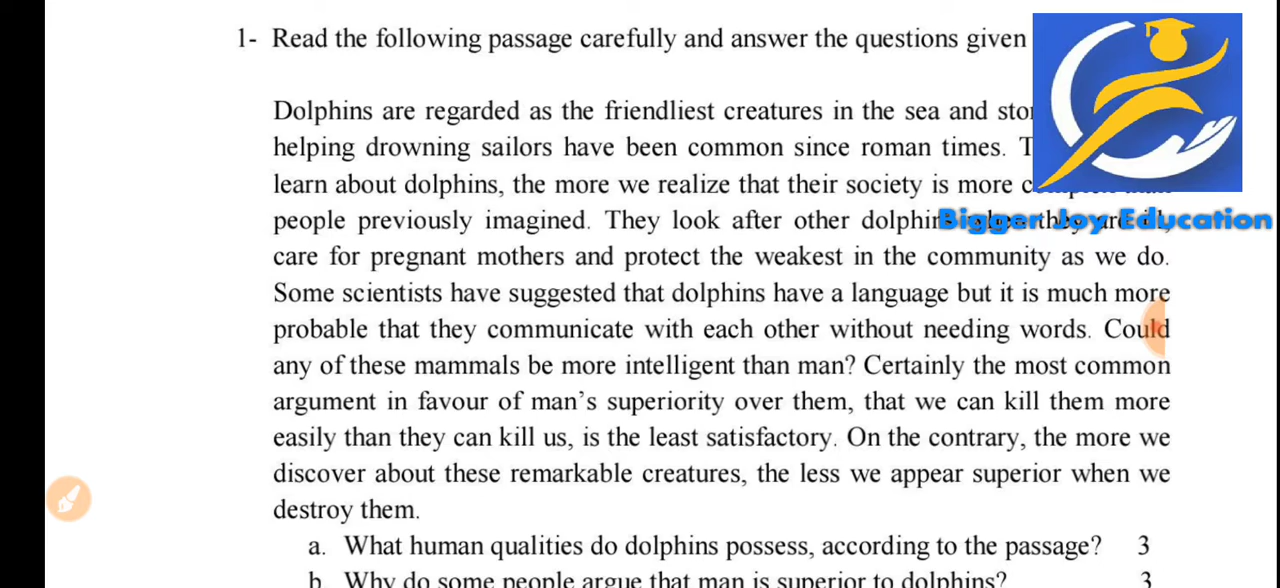 1- Read the following passage carefully and answer the questions given
Dolphins are regarded as the friendliest creatures in the sea and
helping drowning sailors have been common since roman times.
learn about dolphins, the more we realize that their society is more
people previously imagined. They look after other
Bigger Joy Education
care for pregnant mothers and protect the weakest in the community as we do.
Some scientists have suggested that dolphins have a language but it is much more
probable that they communicate with each other without needing words. Could
any of these mammals be more intelligent than man? Certainly the most common
argument in favour of man's superiority over them, that we can kill them more
easily than they can kill us, is the least satisfactory. On the contrary, the more we
discover about these remarkable creatures, the less we appear superior when we
destroy them.
a. What human qualities do dolphins possess, according to the passage? 3
b. Why do some people argue that man is superior to dolphins? 3